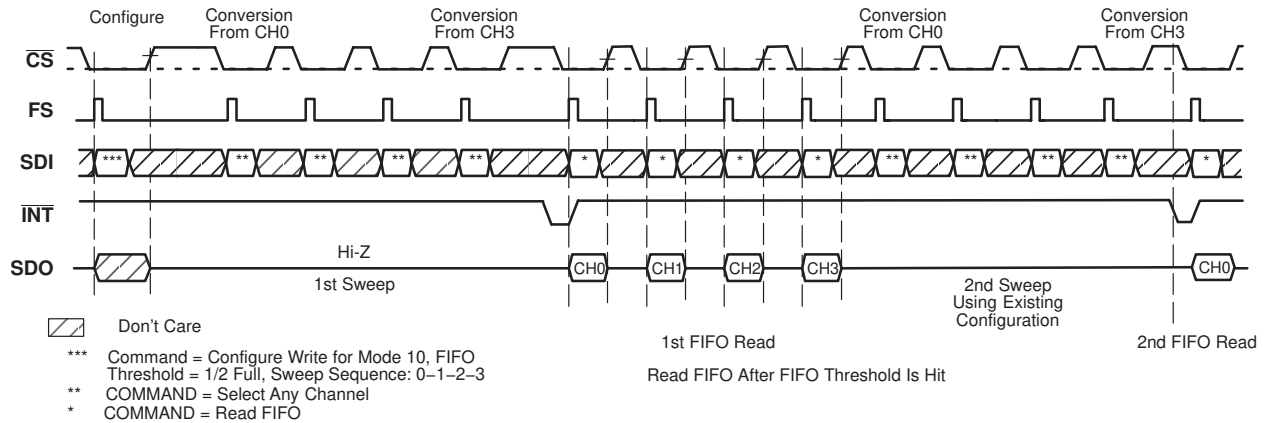 Configure
Conversion
From CH0
Conversion
From CH3
Conversion
From CH0
Conversion
From CH3
CS
FS
SDI
*** ** ** ** ** * * * * ** ** ** ** *
INT
SDO
Hi-Z
1st Sweep
CH0 CH1 CH2 CH3 CH0
2nd Sweep
Using Existing
Configuration
1st FIFO Read
2nd FIFO Read
Read FIFO After FIFO Threshold Is Hit
Don't Care
*** Command = Configure Write for Mode 10, FIFO
Threshold = 1/2 Full, Sweep Sequence: 0–1–2–3
** COMMAND = Select Any Channel
* COMMAND = Read FIFO